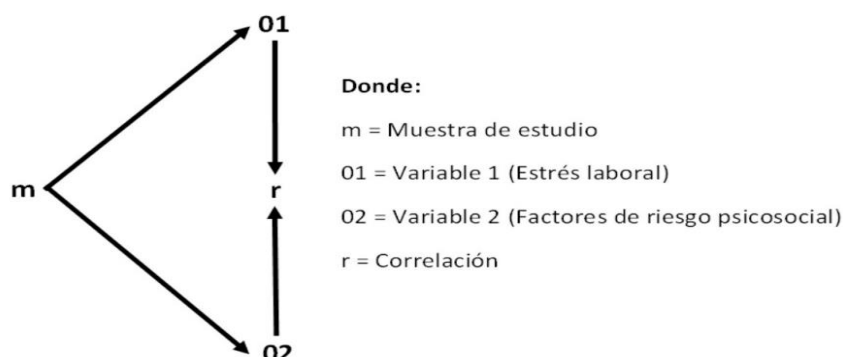 01
Donde:
m = Muestra de estudio
01 = Variable 1 (Estrés laboral)
m
r
02 = Variable 2 (Factores de riesgo psicosocial)
r = Correlación
02